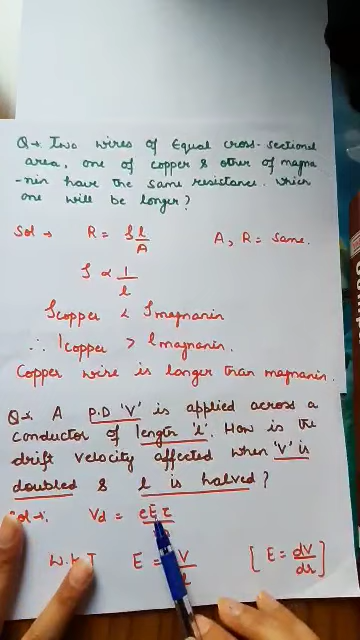 Q→ Two wires of Equal cross-sectional
area, one of copper & other of magna
-nin have the same resistance. Which
one will be longer?
Sol → R = ρl/A A, R = Same.
ρ ∝ 1/l
ρcopper < ρmagnanin
∴ lcopper > lmagnanin.
Copper wire is longer than magnanin.
Q→ A P.D 'V' is applied across a
conductor of length 'l'. How is the
drift velocity affected when 'V' is
doubled & l is halved?
Sol →. Vd = eEτ
W.K.T E = V/l [E = dV/dr]